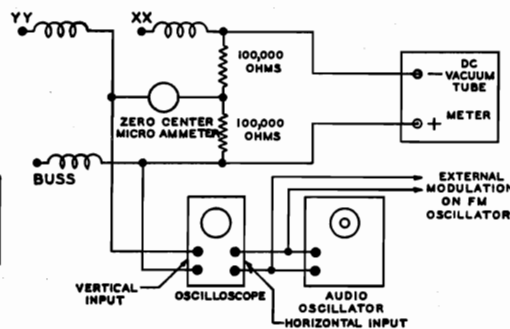 YY
XX
100,000
OHMS
ZERO CENTER
MICRO AMMETER
100,000
OHMS
DC
VACUUM
TUBE
METER
−
+
BUSS
EXTERNAL
MODULATION
ON FM
OSCILLATOR
VERTICAL
INPUT
OSCILLOSCOPE
AUDIO
OSCILLATOR
HORIZONTAL INPUT